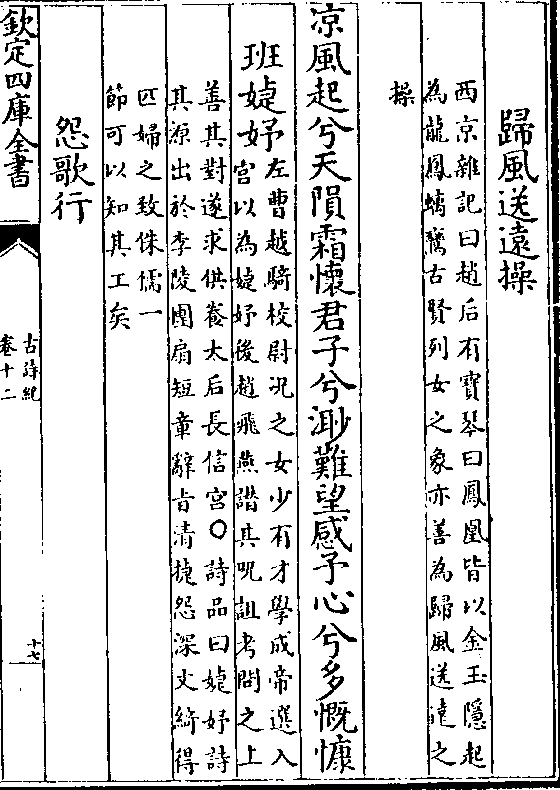 歸風送遠操
西京雜記曰趙后有寶琴曰鳳凰皆以金玉隱起
為龍鳳螭鸞古賢列女之象亦善為歸風送遠之
操
凉風起兮天隕霜懷君子兮渺難望感予心兮多慨慷
班婕妤
左曹越騎校尉况之女少有才學成帝選入
宮以為婕妤後趙飛燕譖其呪詛考問之上
善其對遂求供養太后長信宮○詩品曰婕妤詩
其源出於李陵團扇短章辭旨清捷怨深文綺得
匹婦之致侏儒一
節可以知其工矣
怨歌行
欽定四庫全書
古詩紀
卷十二
十七